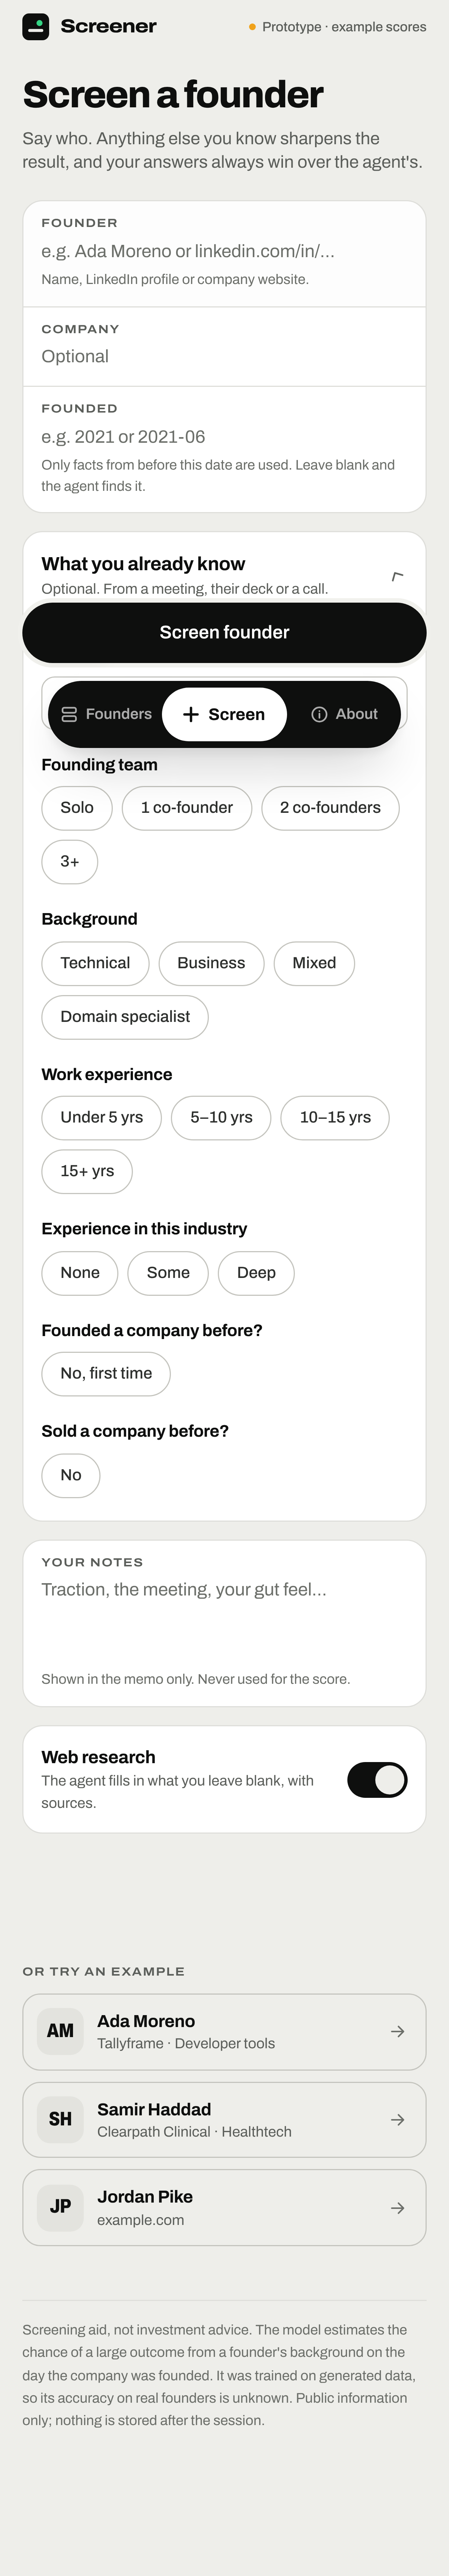 Screener
Prototype · example scores
Screen a founder
Say who. Anything else you know sharpens the
result, and your answers always win over the agent's.
FOUNDER
e.g. Ada Moreno or linkedin.com/in/...
Name, LinkedIn profile or company website.
COMPANY
Optional
FOUNDED
e.g. 2021 or 2021-06
Only facts from before this date are used. Leave blank and
the agent finds it.
What you already know
Optional. From a meeting, their deck or a call.
Screen founder
Founders
Screen
About
Founding team
Solo
1 co-founder
2 co-founders
3+
Background
Technical
Business
Mixed
Domain specialist
Work experience
Under 5 yrs
5–10 yrs
10–15 yrs
15+ yrs
Experience in this industry
None
Some
Deep
Founded a company before?
No, first time
Sold a company before?
No
YOUR NOTES
Traction, the meeting, your gut feel...
Shown in the memo only. Never used for the score.
Web research
The agent fills in what you leave blank, with
sources.
OR TRY AN EXAMPLE
AM
Ada Moreno
Tallyframe · Developer tools
SH
Samir Haddad
Clearpath Clinical · Healthtech
JP
Jordan Pike
example.com
Screening aid, not investment advice. The model estimates the
chance of a large outcome from a founder's background on the
day the company was founded. It was trained on generated data,
so its accuracy on real founders is unknown. Public information
only; nothing is stored after the session.